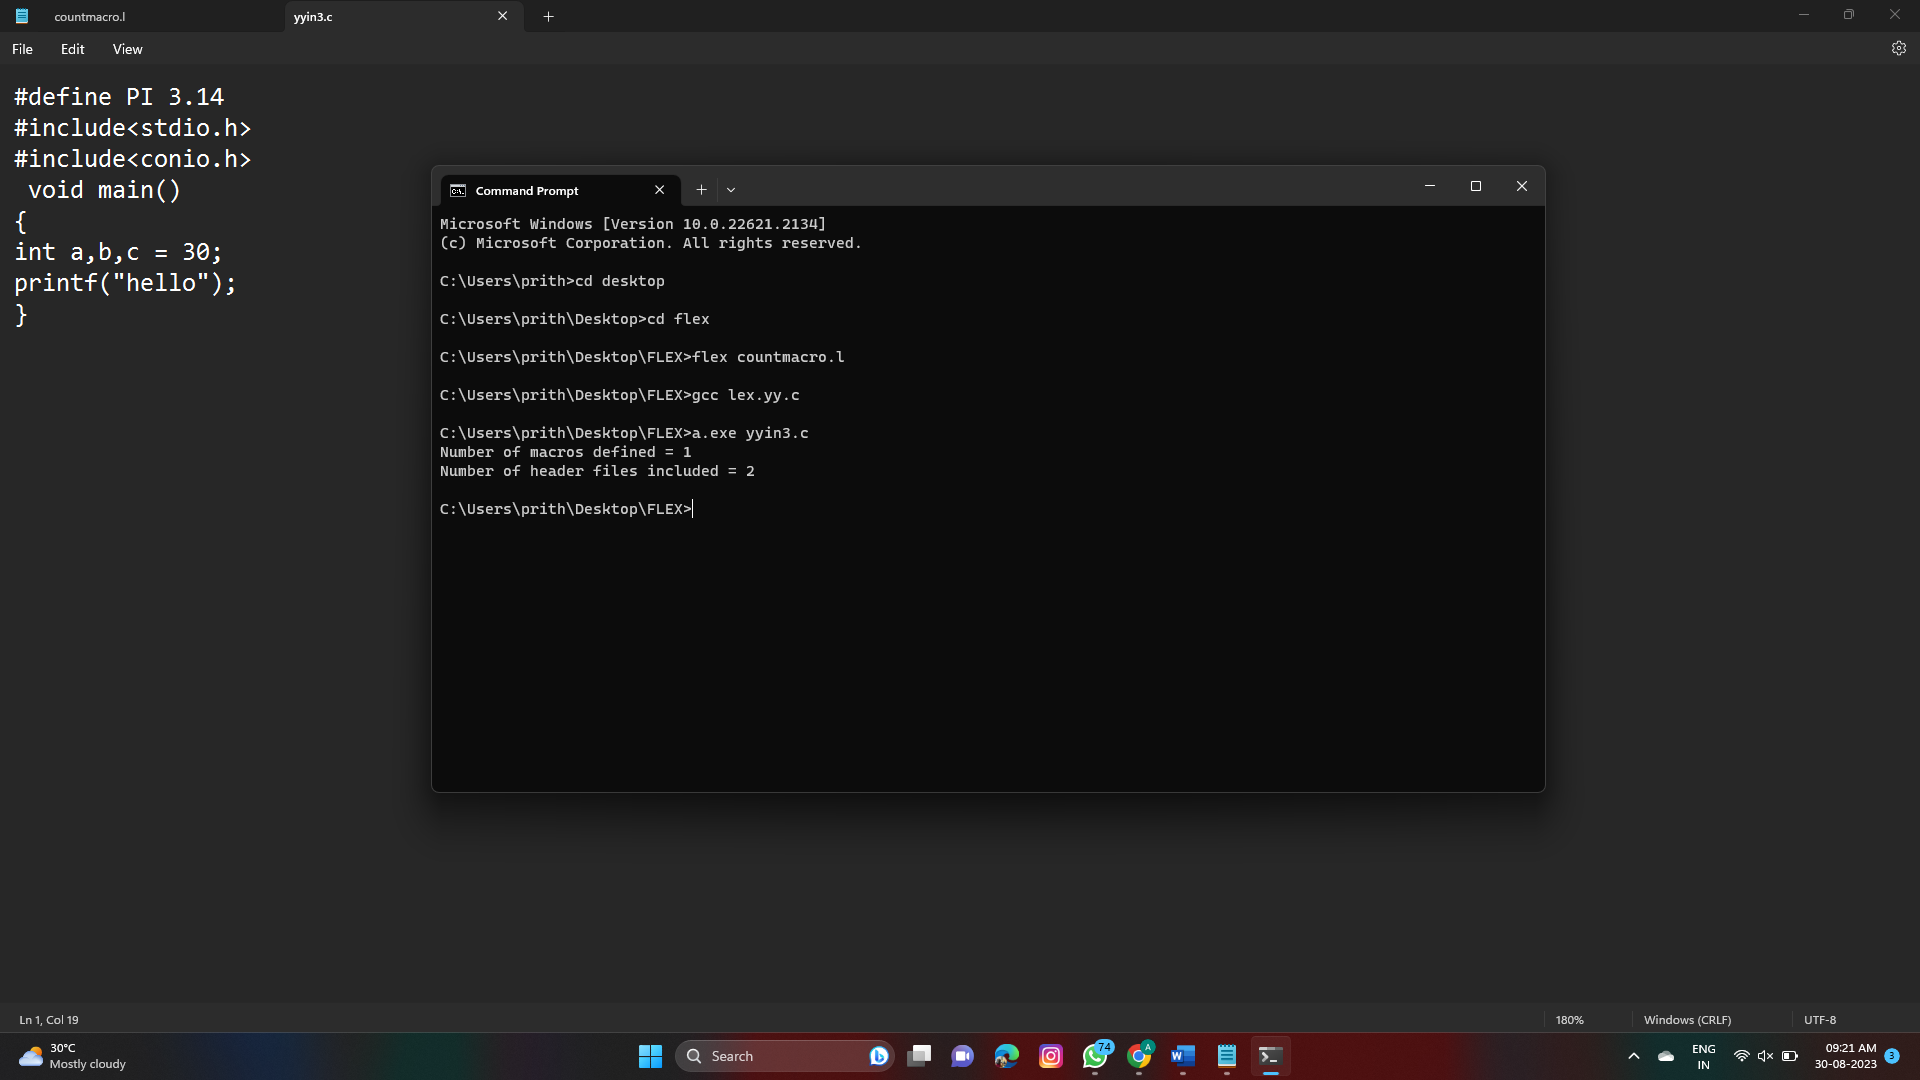 countmacro.l
yyin3.c
File Edit View
#define PI 3.14
#include<stdio.h>
#include<conio.h>
void main()
{
int a,b,c = 30;
printf("hello");
}
Command Prompt
Microsoft Windows [Version 10.0.22621.2134]
(c) Microsoft Corporation. All rights reserved.
C:\Users\prith>cd desktop
C:\Users\prith\Desktop>cd flex
C:\Users\prith\Desktop\FLEX>flex countmacro.l
C:\Users\prith\Desktop\FLEX>gcc lex.yy.c
C:\Users\prith\Desktop\FLEX>a.exe yyin3.c
Number of macros defined = 1
Number of header files included = 2
C:\Users\prith\Desktop\FLEX>
Ln 1, Col 19
180%
Windows (CRLF)
UTF-8
30°C
Mostly cloudy
Search
74
A
ENG
IN
09:21 AM
30-08-2023
3